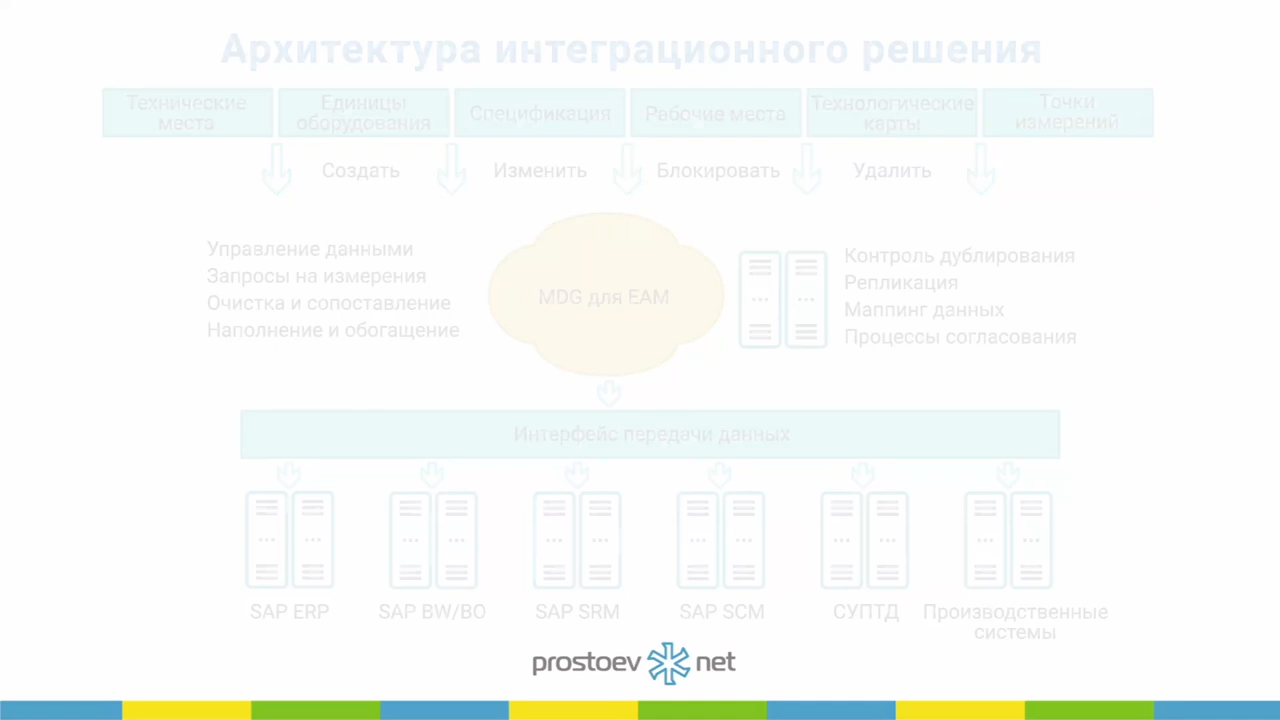 Архитектура интеграционного решения
Технические
места
Единицы
оборудования
Спецификация
Рабочие места
Технологические
карты
Точки
измерений
Создать
Изменить
Блокировать
Удалить
Управление данными
Запросы на измерения
Очистка и сопоставление
Наполнение и обогащение
MDG для EAM
Контроль дублирования
Репликация
Маппинг данных
Процессы согласования
Интерфейс передачи данных
SAP ERP
SAP BW/BO
SAP SRM
SAP SCM
СУПТД
Производственные
системы
prostoev net